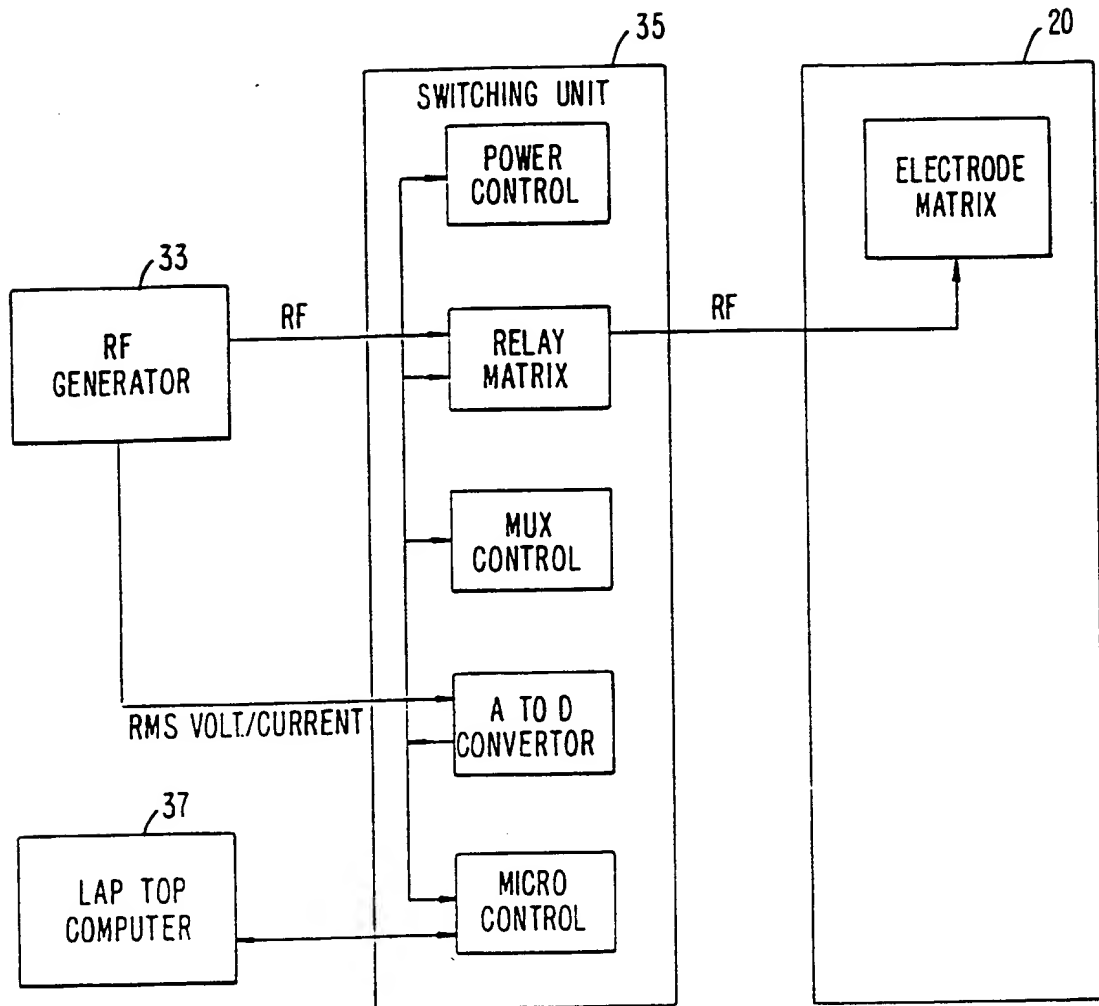 35
20
SWITCHING UNIT
POWER
CONTROL
ELECTRODE
MATRIX
33
RF
GENERATOR
RF
RELAY
MATRIX
RF
MUX
CONTROL
RMS VOLT./CURRENT
A TO D
CONVERTOR
37
LAP TOP
COMPUTER
MICRO
CONTROL